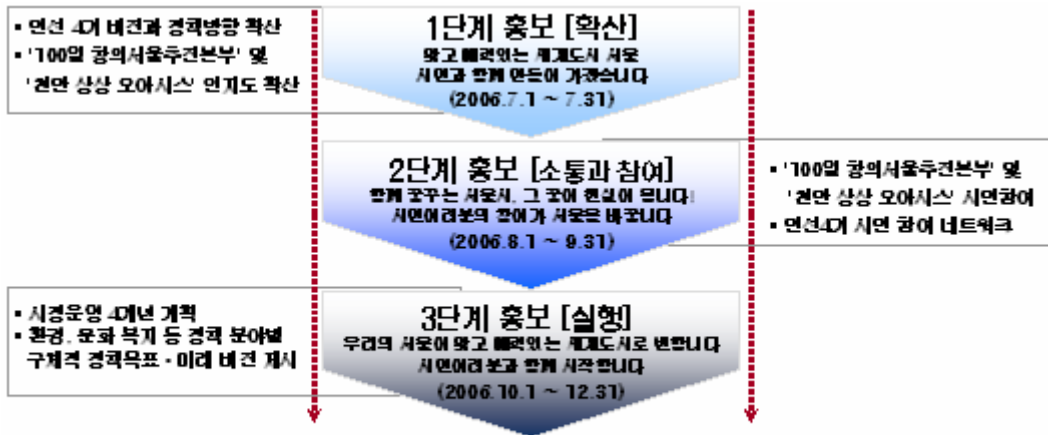 ▪ 민선 4기 비전과 정책방향 확산
▪ '100일 창의서울추진본부' 및
'천만 상상 오아시스' 인지도 확산
1단계 홍보 [확산]
맑고 매력있는 세계도시 서울
시민과 함께 만들어 가겠습니다
(2006.7.1 ~ 7.31)
2단계 홍보 [소통과 참여]
함께 꿈꾸는 서울시, 그 꿈이 현실이 됩니다!
시민여러분의 참여가 서울을 바꿉니다
(2006.8.1 ~ 9.31)
▪ '100일 창의서울추진본부' 및
'천만 상상 오아시스' 시민참여
▪ 민선4기 시민 참여 네트워크
▪ 시정운영 4개년 계획
▪ 환경, 문화 복지 등 정책 분야별
구체적 정책목표·미래 비전 제시
3단계 홍보 [실행]
우리의 서울이 맑고 매력있는 세계도시로 변합니다
시민여러분과 함께 시작합니다
(2006.10.1 ~ 12.31)